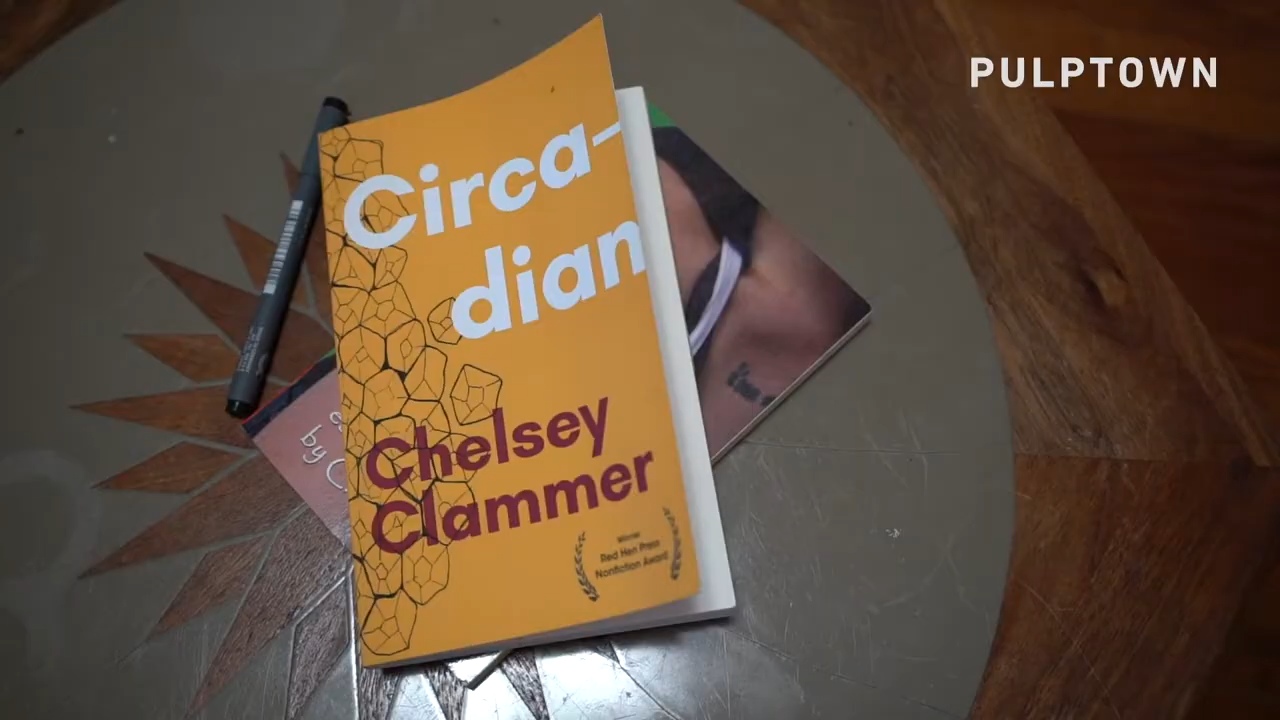 PULPTOWN
Circa-
dian
Chelsey
Clammer
Winner
Red Hen Press
Nonfiction Award
by C